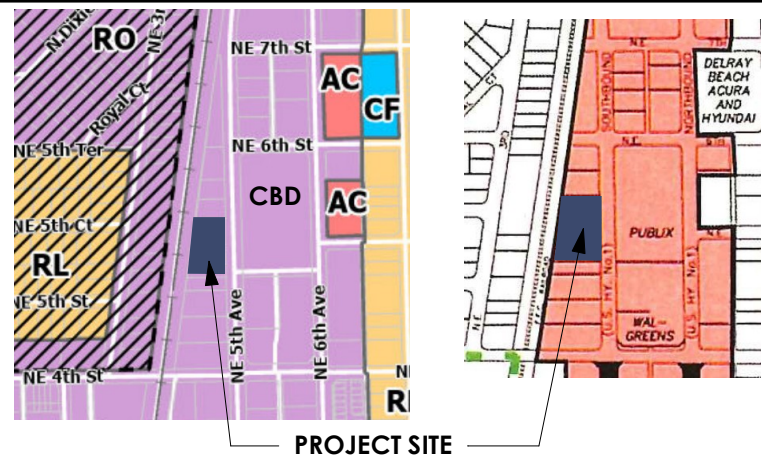 N.Dixie
RO
NE 3rd
Royal Ct
NE 5th Ter
NE 5th Ct
RL
NE 5th St
NE 4th St
NE 7th St
AC
CF
NE 6th St
CBD
AC
NE 5th Ave
NE 6th Ave
N.E.
7TH
DELRAY
BEACH
ACURA
AND
HYUNDAI
SOUTHBOUND
NORTHBOUND
N.E.
PUBLIX
N.E.
(U.S. HY. No.1)
(U.S. HY. No.1)
WAL-
GREENS
N.E.
PROJECT SITE